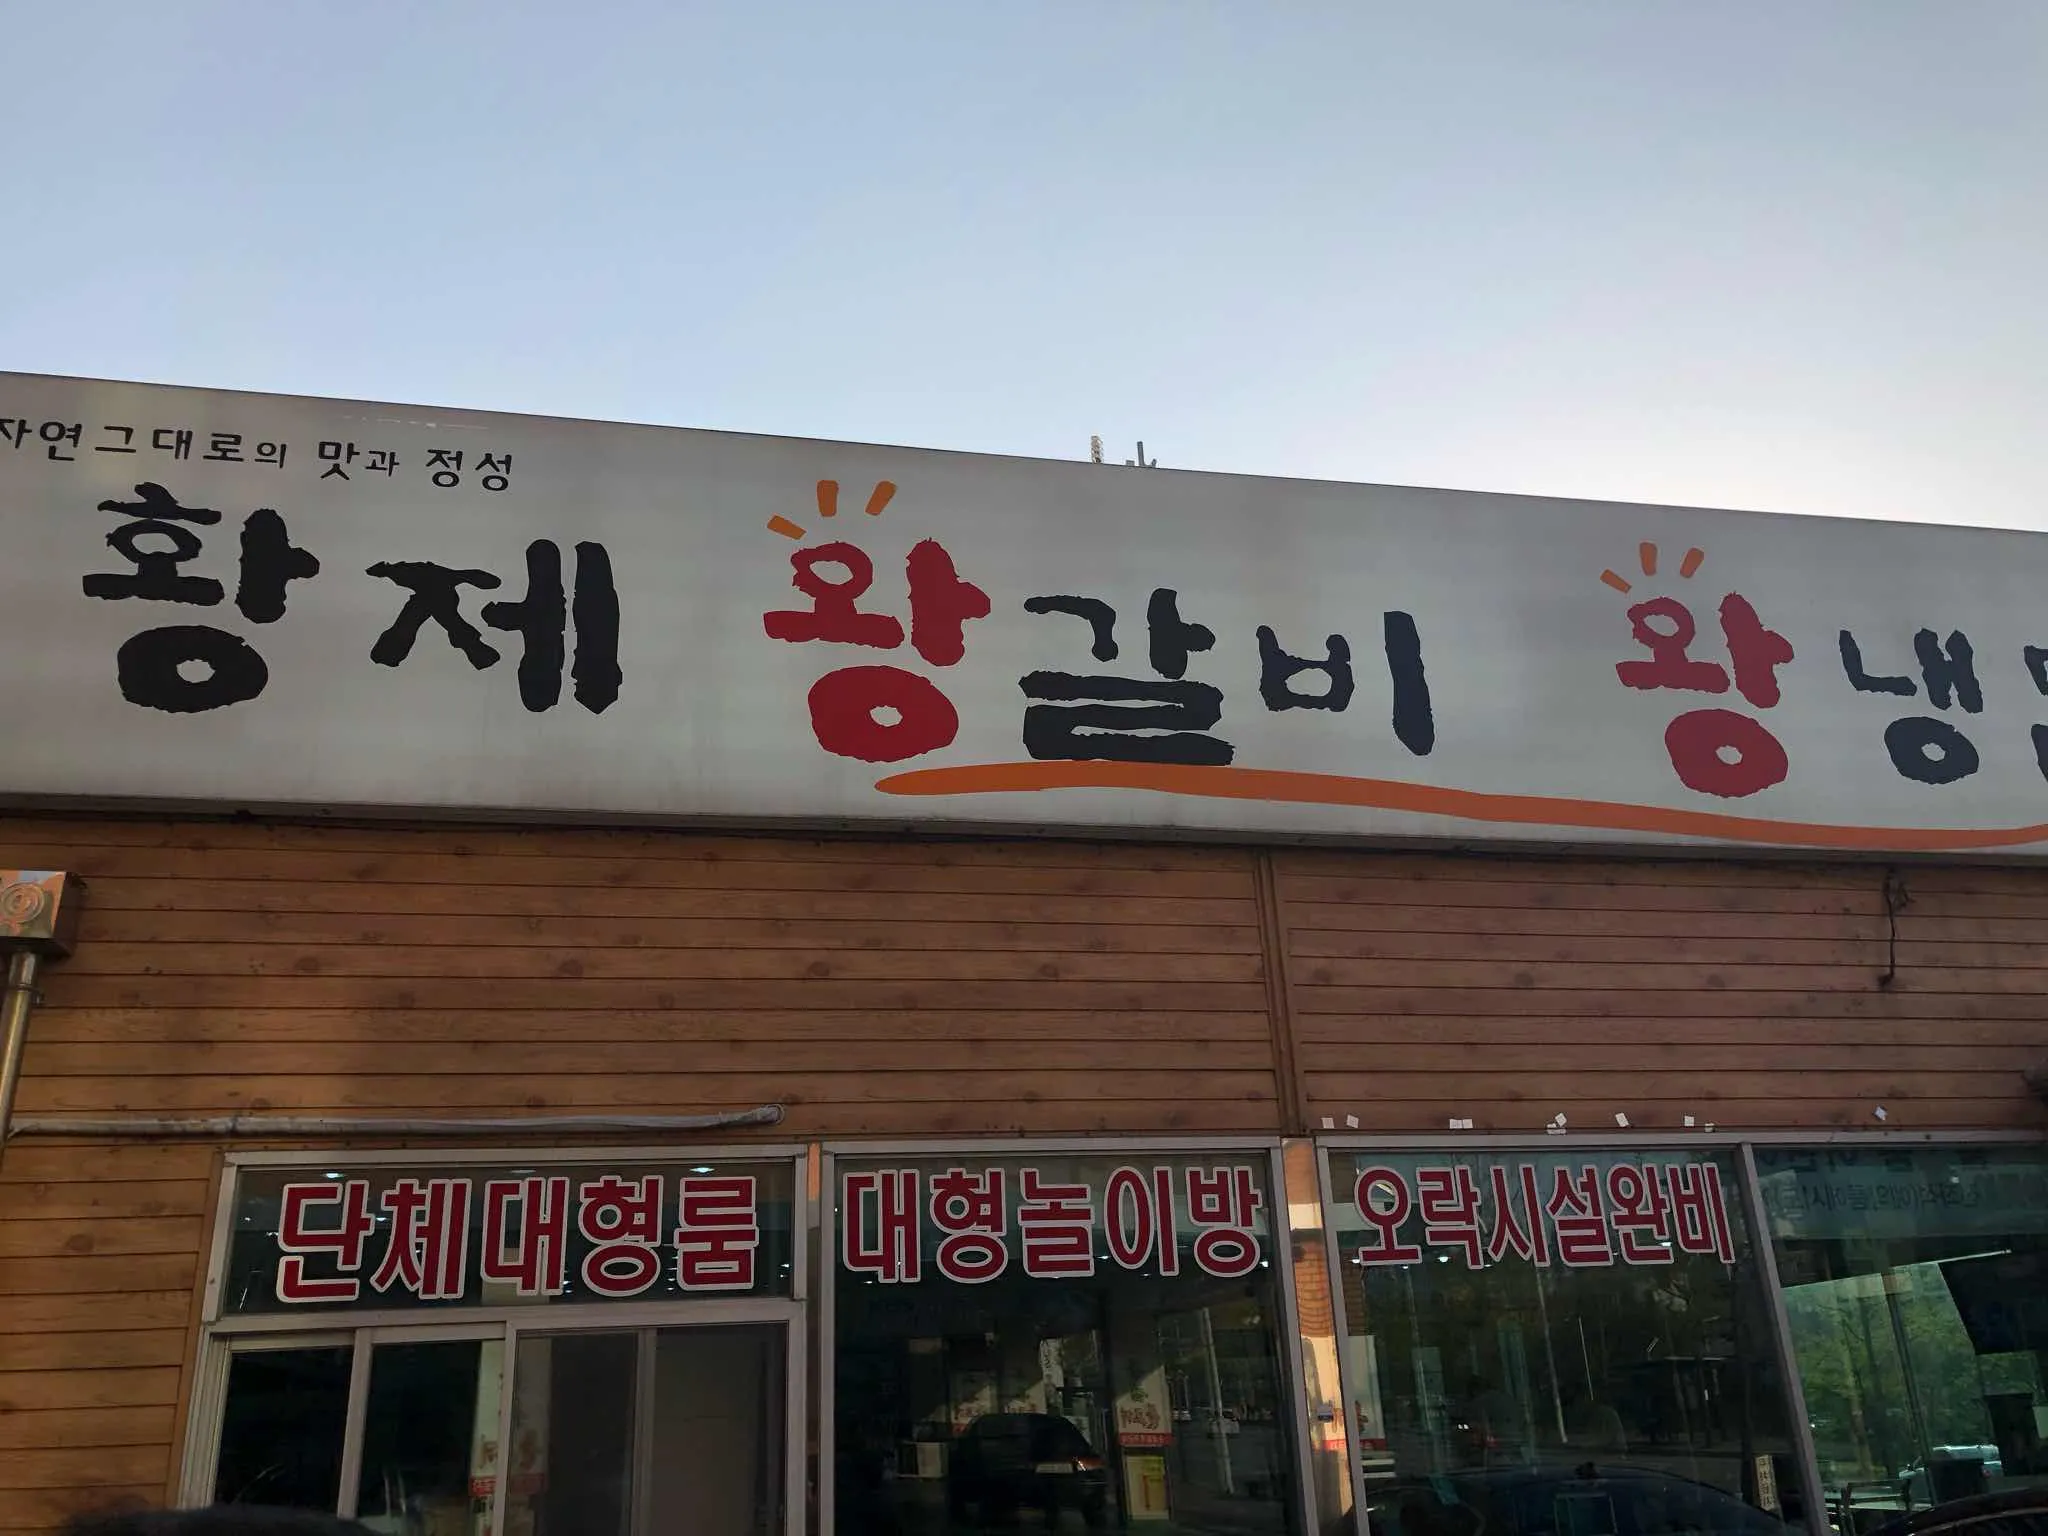 자연그대로의 맛과 정성
황제 왕갈비 왕냉
단체대형룸 대형놀이방 오락시설완비